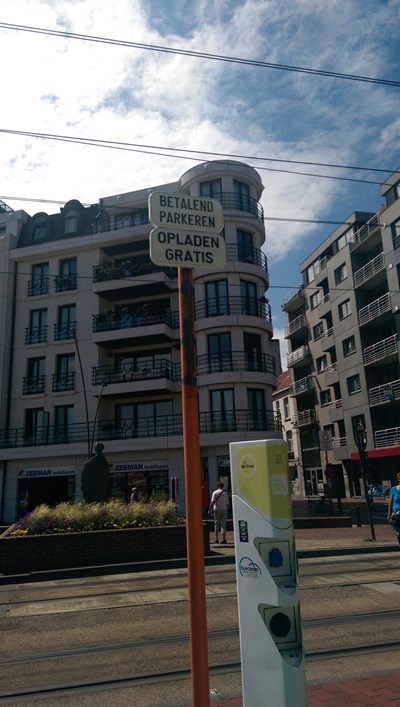 BETALEND
PARKEREN
OPLADEN
GRATIS
ZEEMAN
ZEEMAN